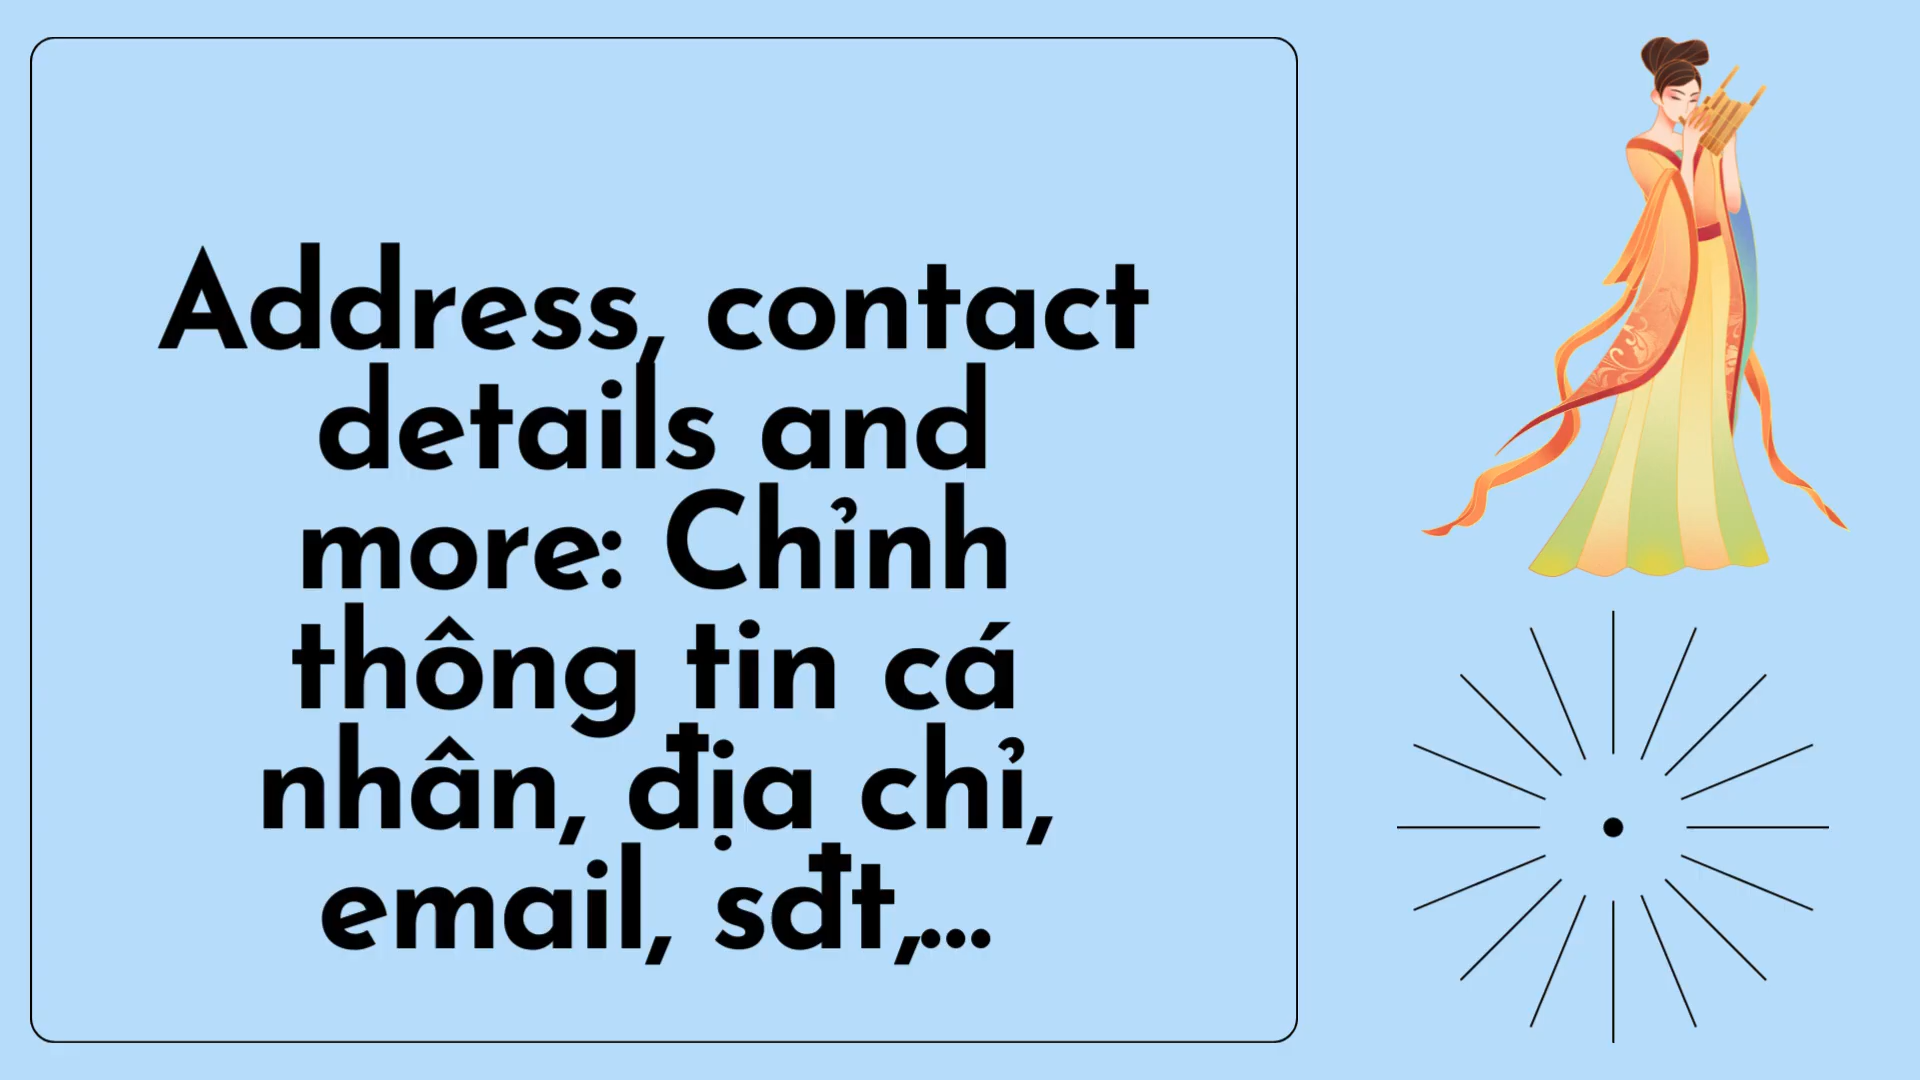 Address, contact
details and
more: Chỉnh
thông tin cá
nhân, địa chỉ,
email, sđt,...